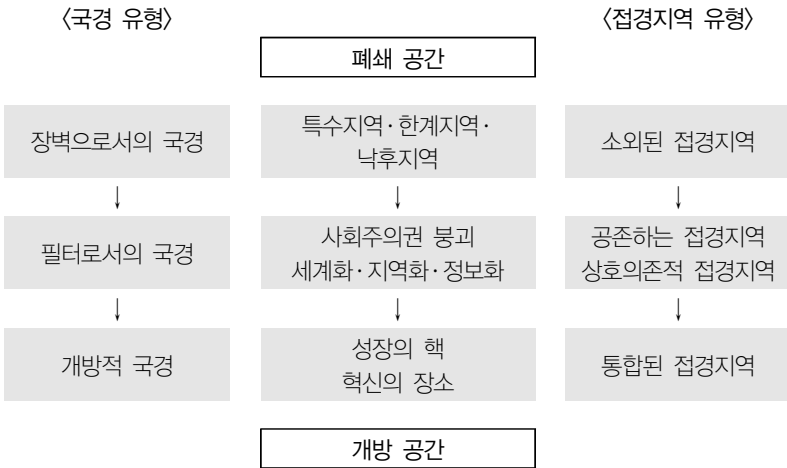 〈국경 유형〉
〈접경지역 유형〉
폐쇄 공간
장벽으로서의 국경
특수지역·한계지역·
낙후지역
소외된 접경지역
↓ ↓ ↓
필터로서의 국경
사회주의권 붕괴
세계화·지역화·정보화
공존하는 접경지역
상호의존적 접경지역
↓ ↓ ↓
개방적 국경
성장의 핵
혁신의 장소
통합된 접경지역
개방 공간